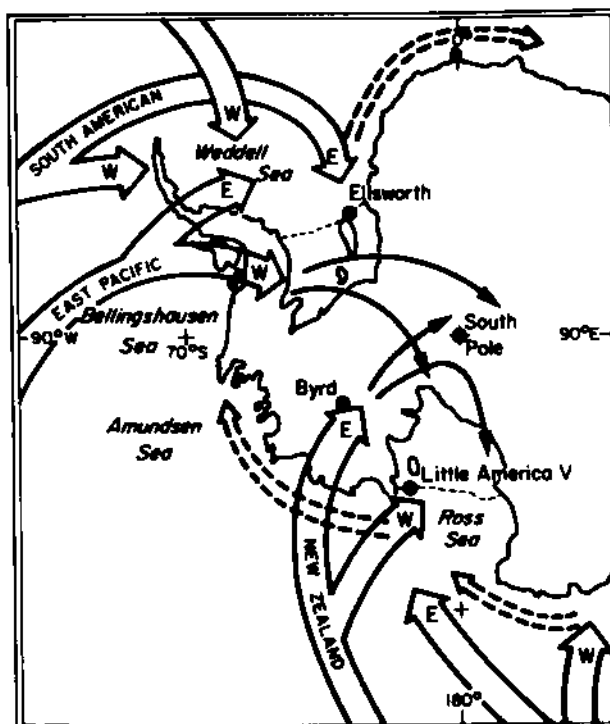 SOUTH AMERICAN
W
W
E
Weddell
Sea
E
Ellsworth
EAST PACIFIC
W
Bellingshausen
Sea
90°W
70°S
South
Pole
90°E
Byrd
E
Amundsen
Sea
Little America V
W
Ross
Sea
NEW ZEALAND
E
W
180°